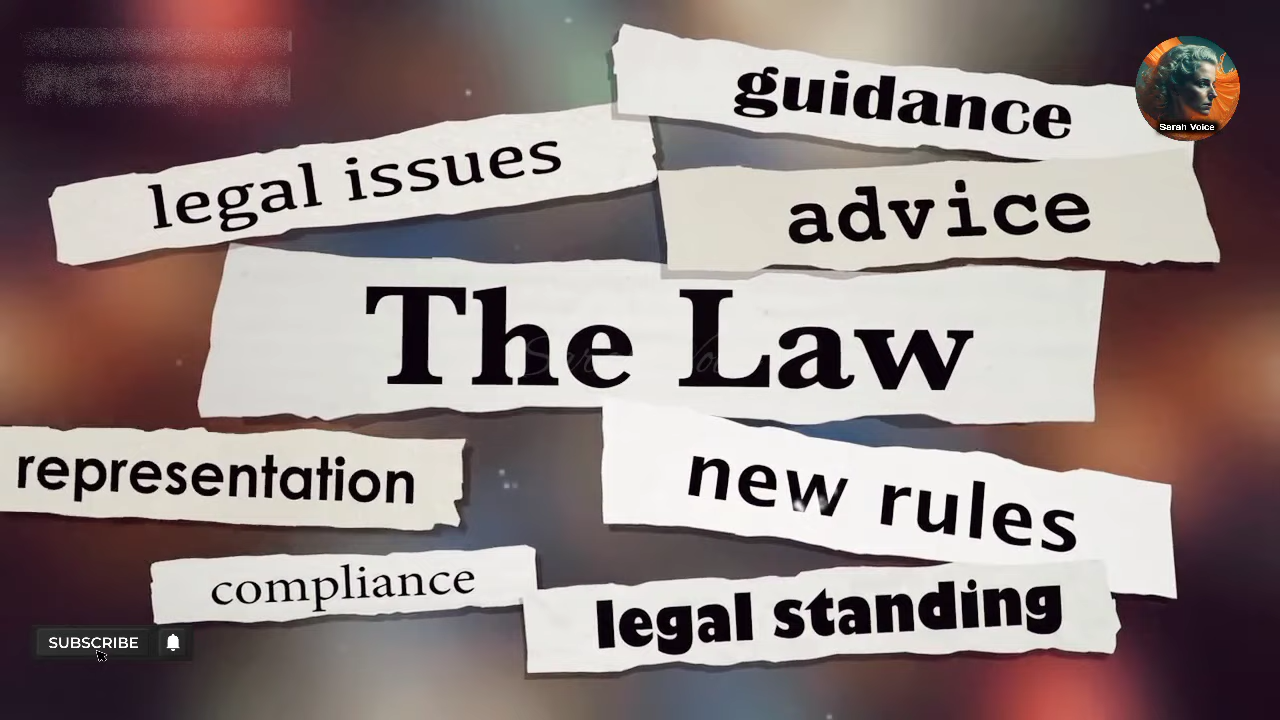 guidance
Sarah Voice
legal issues
advice
The Law
representation
new rules
compliance
legal standing
SUBSCRIBE